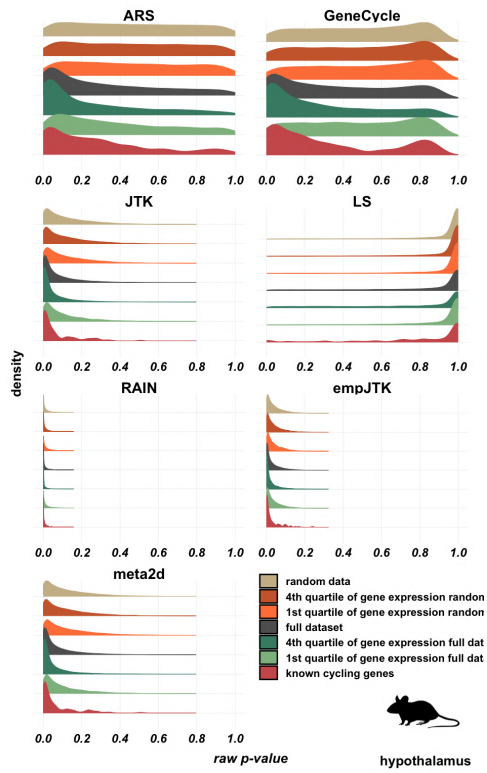 ARS GeneCycle
0.0 0.2 0.4 0.6 0.8 1.0 0.0 0.2 0.4 0.6 0.8 1.0
JTK LS
0.0 0.2 0.4 0.6 0.8 1.0 0.0 0.2 0.4 0.6 0.8 1.0
density
RAIN empJTK
0.0 0.2 0.4 0.6 0.8 1.0 0.0 0.2 0.4 0.6 0.8 1.0
meta2d
0.0 0.2 0.4 0.6 0.8 1.0
raw p-value
random data
4th quartile of gene expression random
1st quartile of gene expression random
full dataset
4th quartile of gene expression full dat
1st quartile of gene expression full dat
known cycling genes
hypothalamus